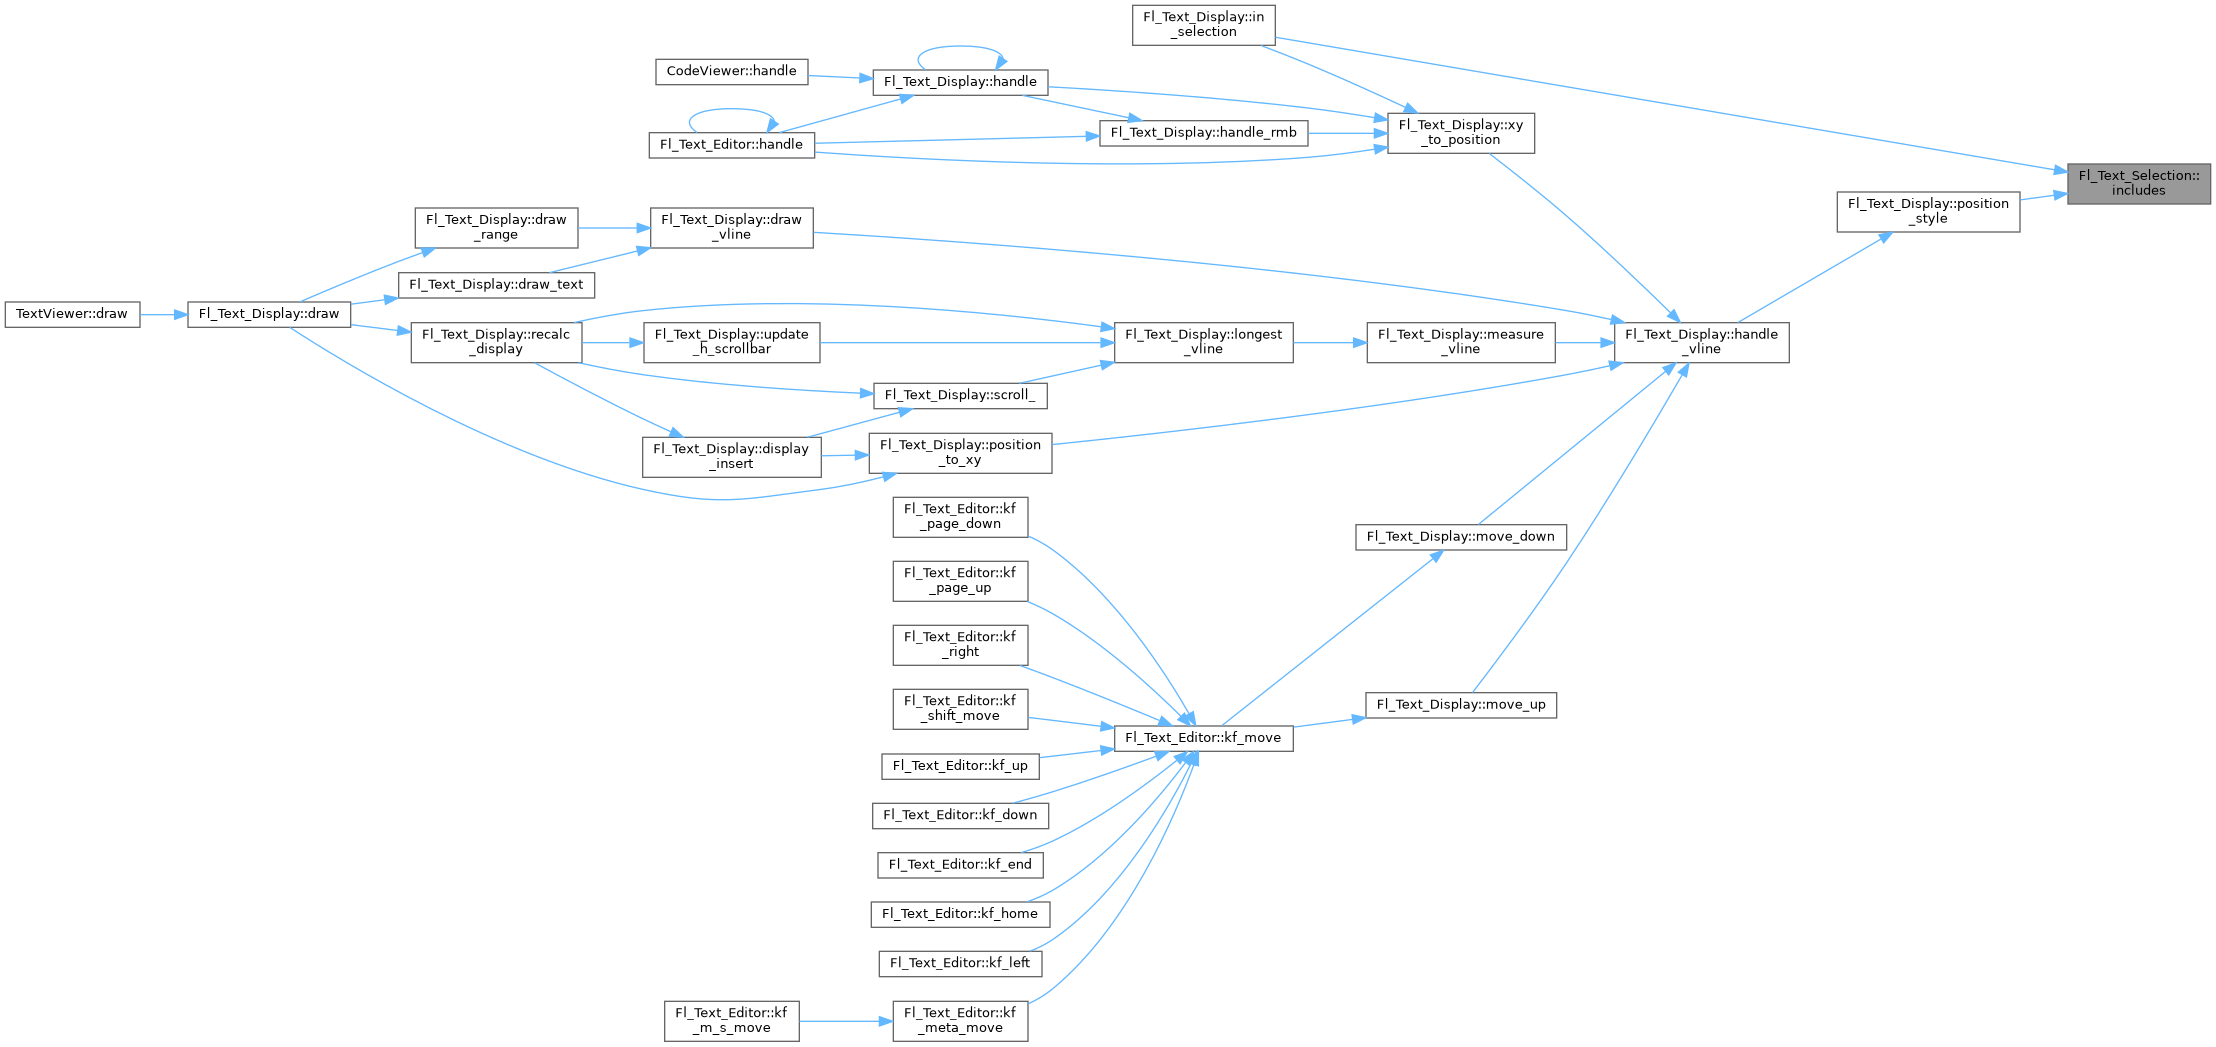 Fl_Text_Display::in
_selection
CodeViewer::handle
Fl_Text_Display::handle
Fl_Text_Editor::handle
Fl_Text_Display::handle_rmb
Fl_Text_Display::xy
_to_position
Fl_Text_Selection::
includes
Fl_Text_Display::position
_style
Fl_Text_Display::draw
_range
Fl_Text_Display::draw
_vline
Fl_Text_Display::draw_text
TextViewer::draw
Fl_Text_Display::draw
Fl_Text_Display::recalc
_display
Fl_Text_Display::update
_h_scrollbar
Fl_Text_Display::longest
_vline
Fl_Text_Display::measure
_vline
Fl_Text_Display::handle
_vline
Fl_Text_Display::scroll_
Fl_Text_Display::display
_insert
Fl_Text_Display::position
_to_xy
Fl_Text_Editor::kf
_page_down
Fl_Text_Display::move_down
Fl_Text_Editor::kf
_page_up
Fl_Text_Editor::kf
_right
Fl_Text_Editor::kf
_shift_move
Fl_Text_Display::move_up
Fl_Text_Editor::kf_move
Fl_Text_Editor::kf_up
Fl_Text_Editor::kf_down
Fl_Text_Editor::kf_end
Fl_Text_Editor::kf_home
Fl_Text_Editor::kf_left
Fl_Text_Editor::kf
_m_s_move
Fl_Text_Editor::kf
_meta_move